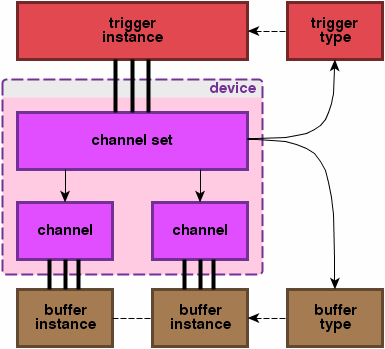 trigger
instance
trigger
type
device
channel set
channel
channel
buffer
instance
buffer
instance
buffer
type